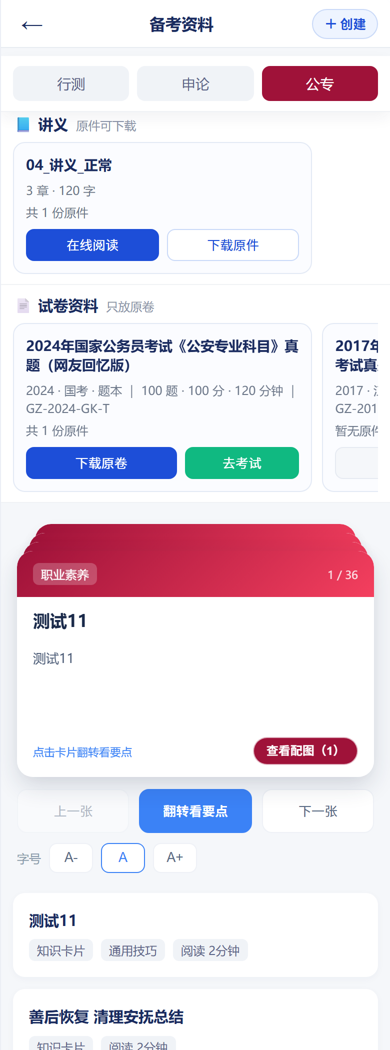 ← 备考资料 ＋创建
行测 申论 公专
讲义 原件可下载
04_讲义_正常
3 章 · 120 字
共 1 份原件
在线阅读 下载原件
试卷资料 只放原卷
2024年国家公务员考试《公安专业科目》真
题（网友回忆版）
2024 · 国考 · 题本 ｜ 100 题 · 100 分 · 120 分钟 ｜
GZ-2024-GK-T
共 1 份原件
下载原卷 去考试
2017年
考试真
2017 ·
GZ-201
暂无原件
职业素养 1 / 36
测试11
测试11
点击卡片翻转看要点 查看配图（1）
上一张 翻转看要点 下一张
字号 A- A A+
测试11
知识卡片 通用技巧 阅读 2分钟
善后恢复 清理安抚总结
知识卡片 阅读 2分钟